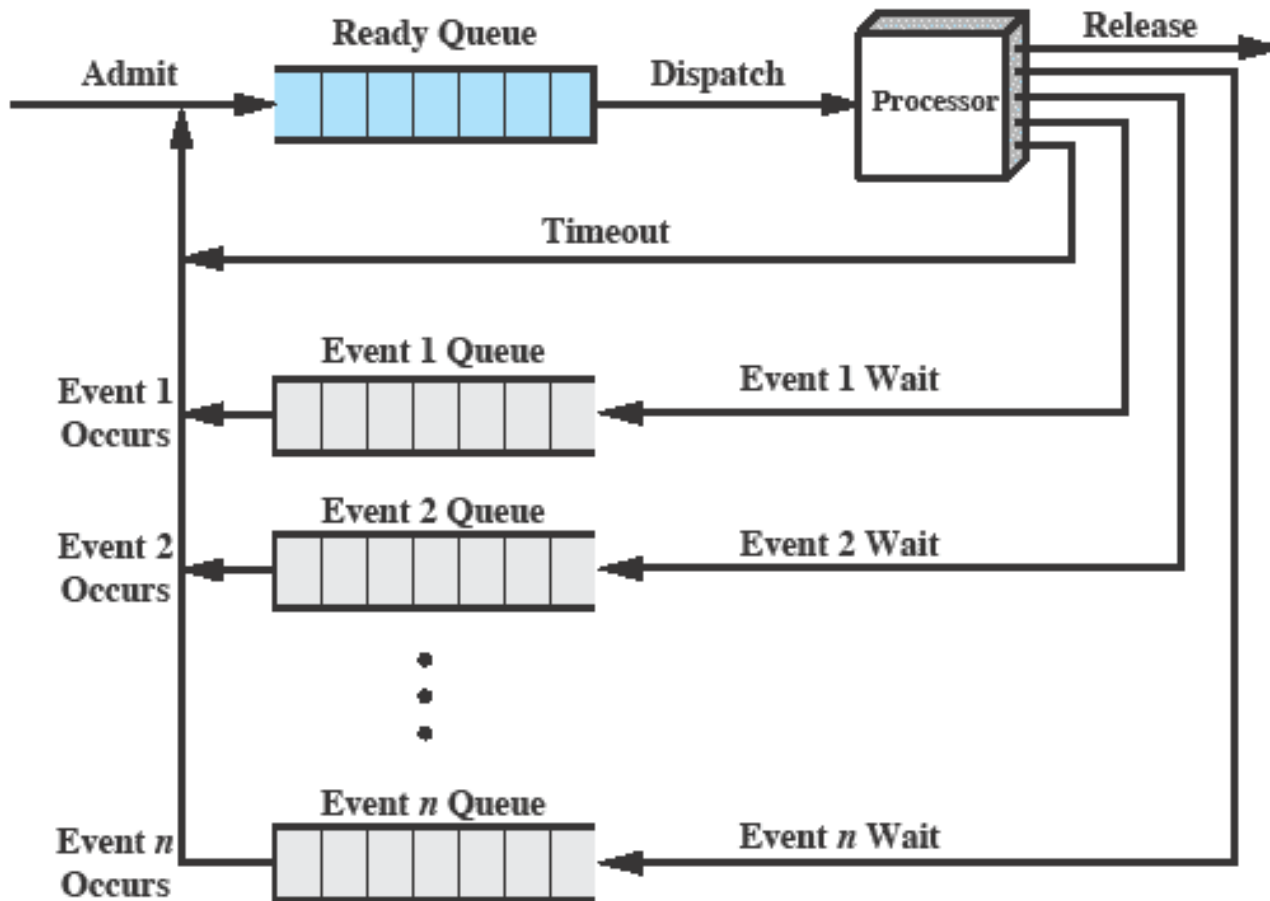 Ready Queue
Release
Admit
Dispatch
Processor
Timeout
Event 1 Queue
Event 1 Wait
Event 1
Occurs
Event 2 Queue
Event 2 Wait
Event 2
Occurs
Event n Queue
Event n Wait
Event n
Occurs